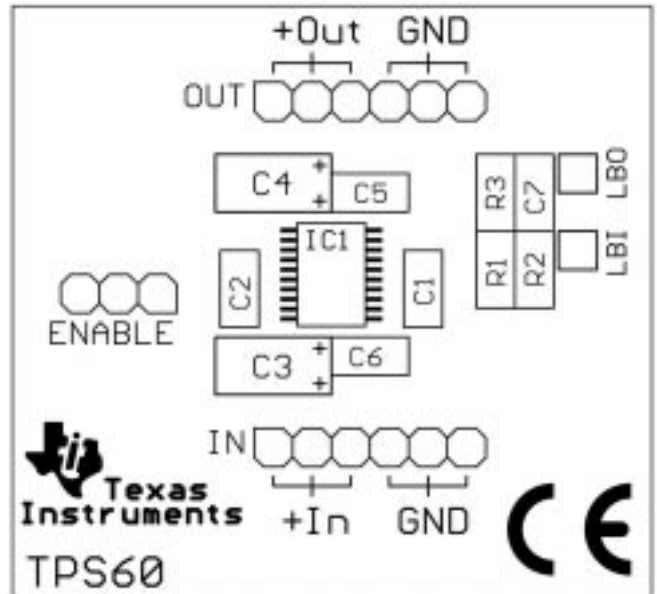 +Out GND
OUT
C4 + +
C5
R3
C7
LBO
IC1
C2
C1
R1
R2
LBI
ENABLE
C3 + +
C6
IN
+In GND
Texas
Instruments
CE
TPS60